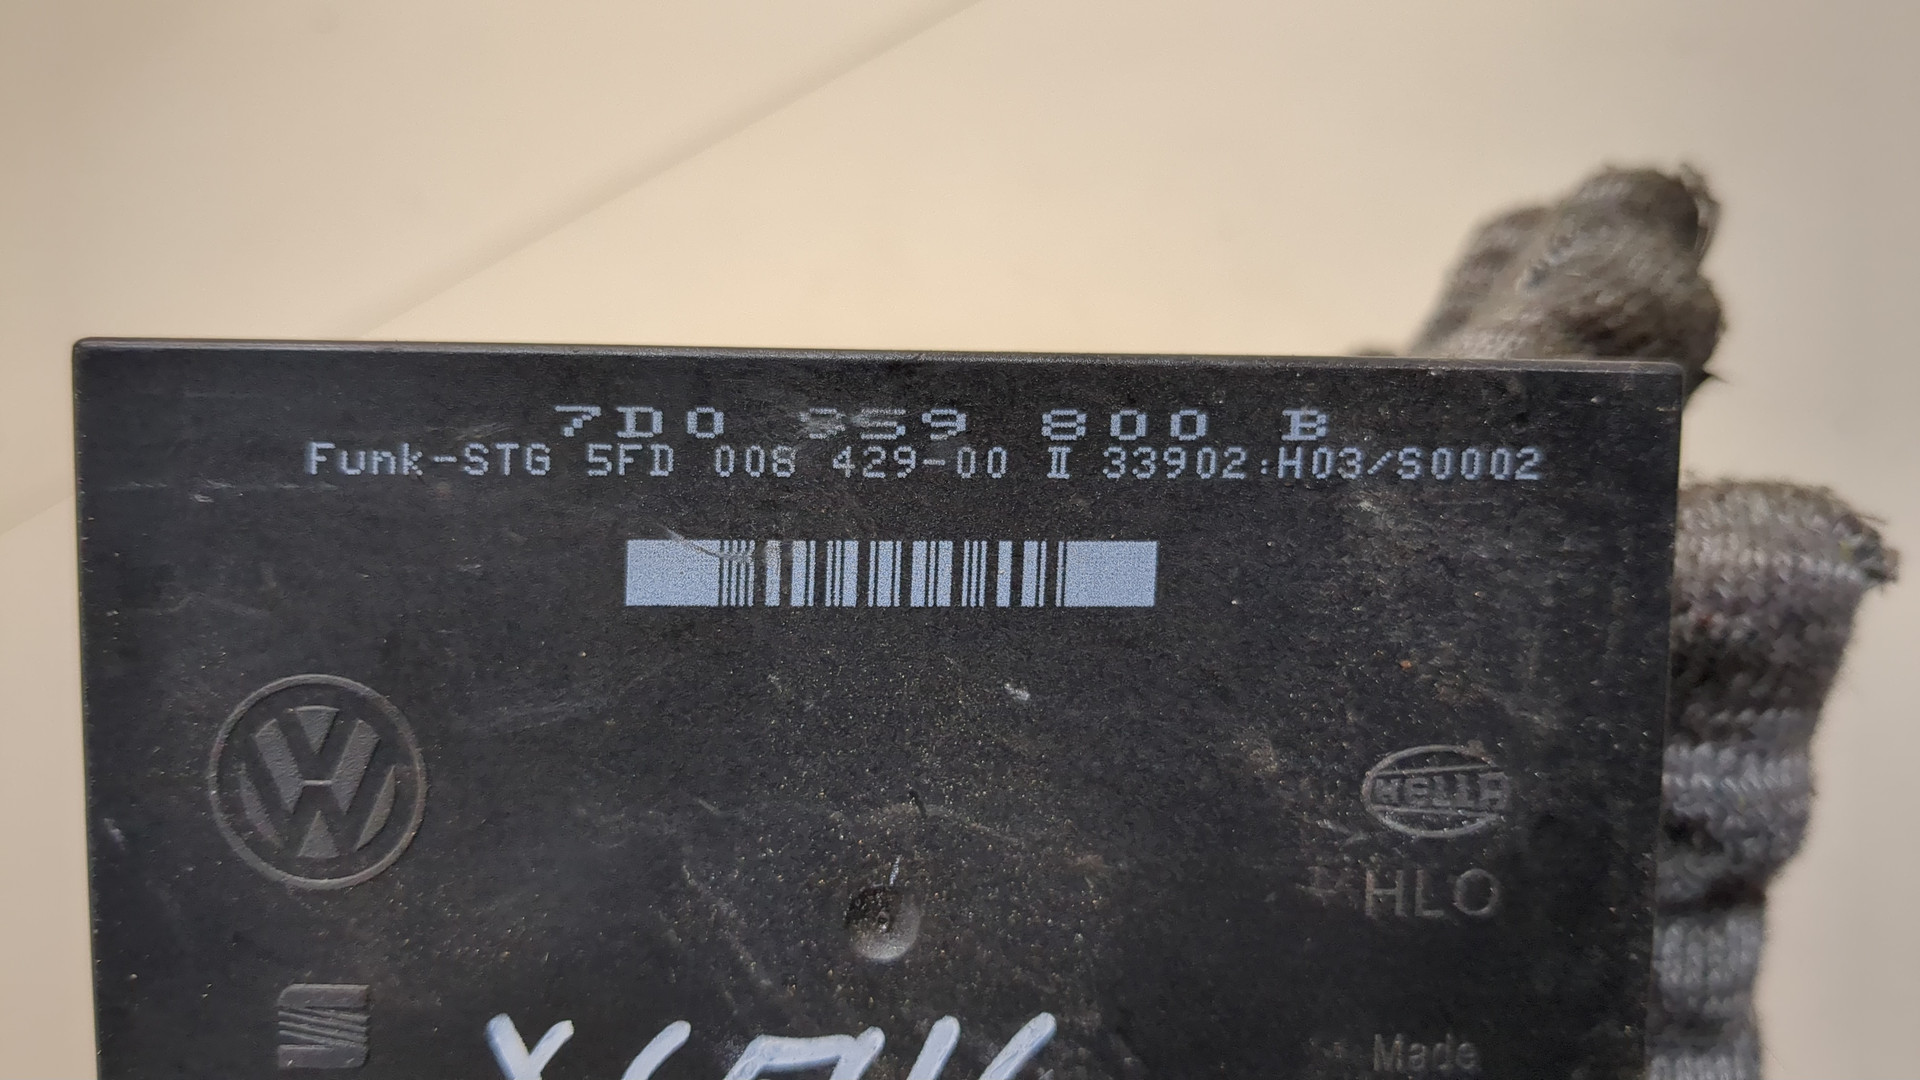 7D0 959 800 B
Funk-STG 5FD 008 429-00 II 33902:H03/S0002
HELLA
HLO
Made